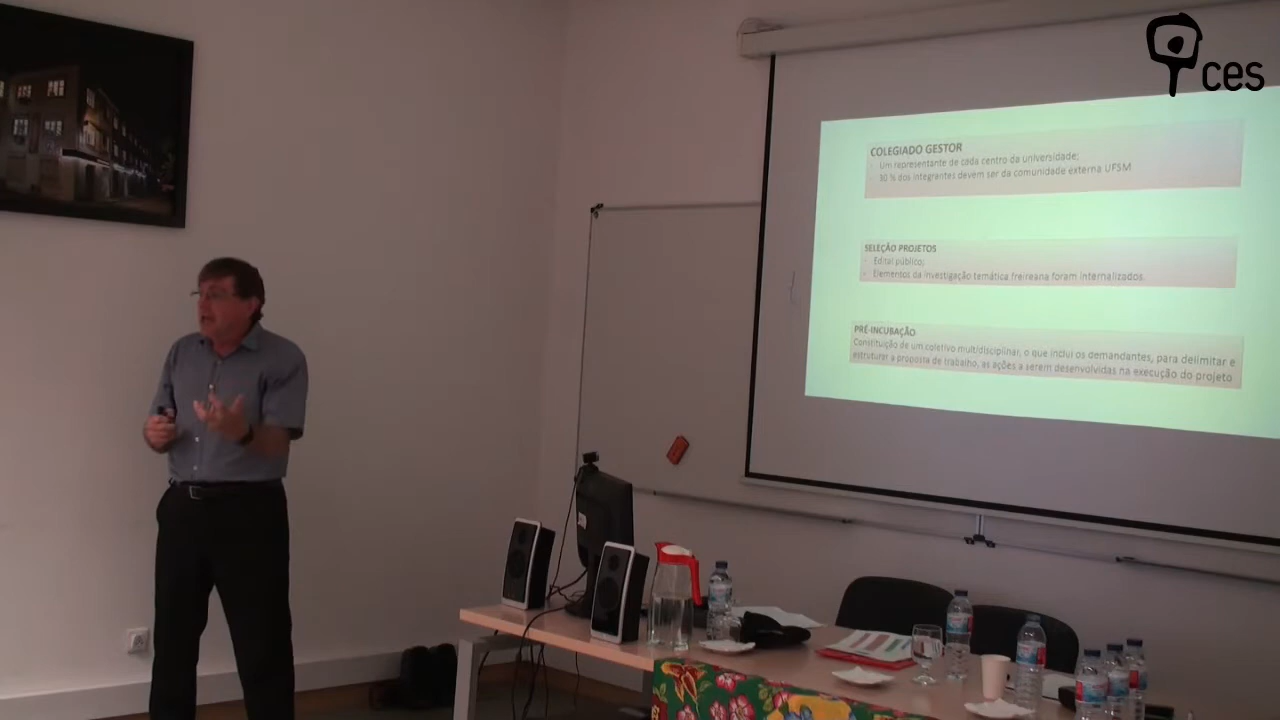 ces
COLEGIADO GESTOR
- Um representante de cada centro da universidade;
- 30 % dos integrantes devem ser da comunidade externa UFSM
SELEÇÃO PROJETOS
- Edital público;
- Elementos da investigação temática freireana foram internalizados.
PRÉ-INCUBAÇÃO
Constituição de um coletivo multidisciplinar, o que inclui os demandantes, para delimitar e
estruturar a proposta de trabalho, as ações a serem desenvolvidas na execução do projeto